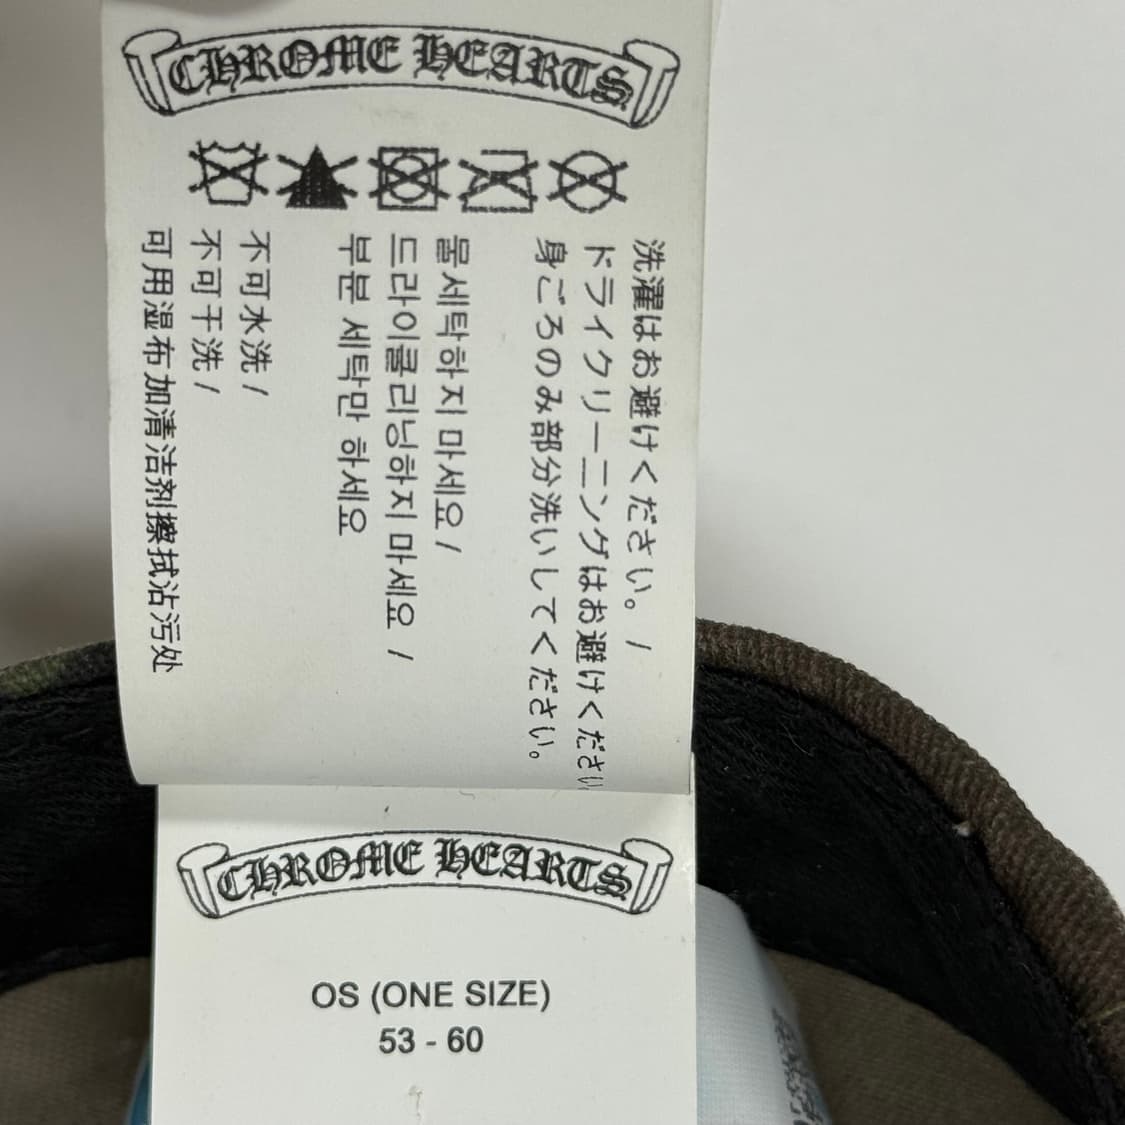 CHROME HEARTS
洗濯はお避けください。 /
ドライクリーニングはお避けください
身ごろのみ部分洗いしてください。
물세탁하지 마세요 /
드라이클리닝하지 마세요 /
부분 세탁만 하세요
不可水洗 /
不可干洗 /
可用湿布加清洁剂擦拭沾污处
CHROME HEARTS
OS (ONE SIZE)
53 - 60